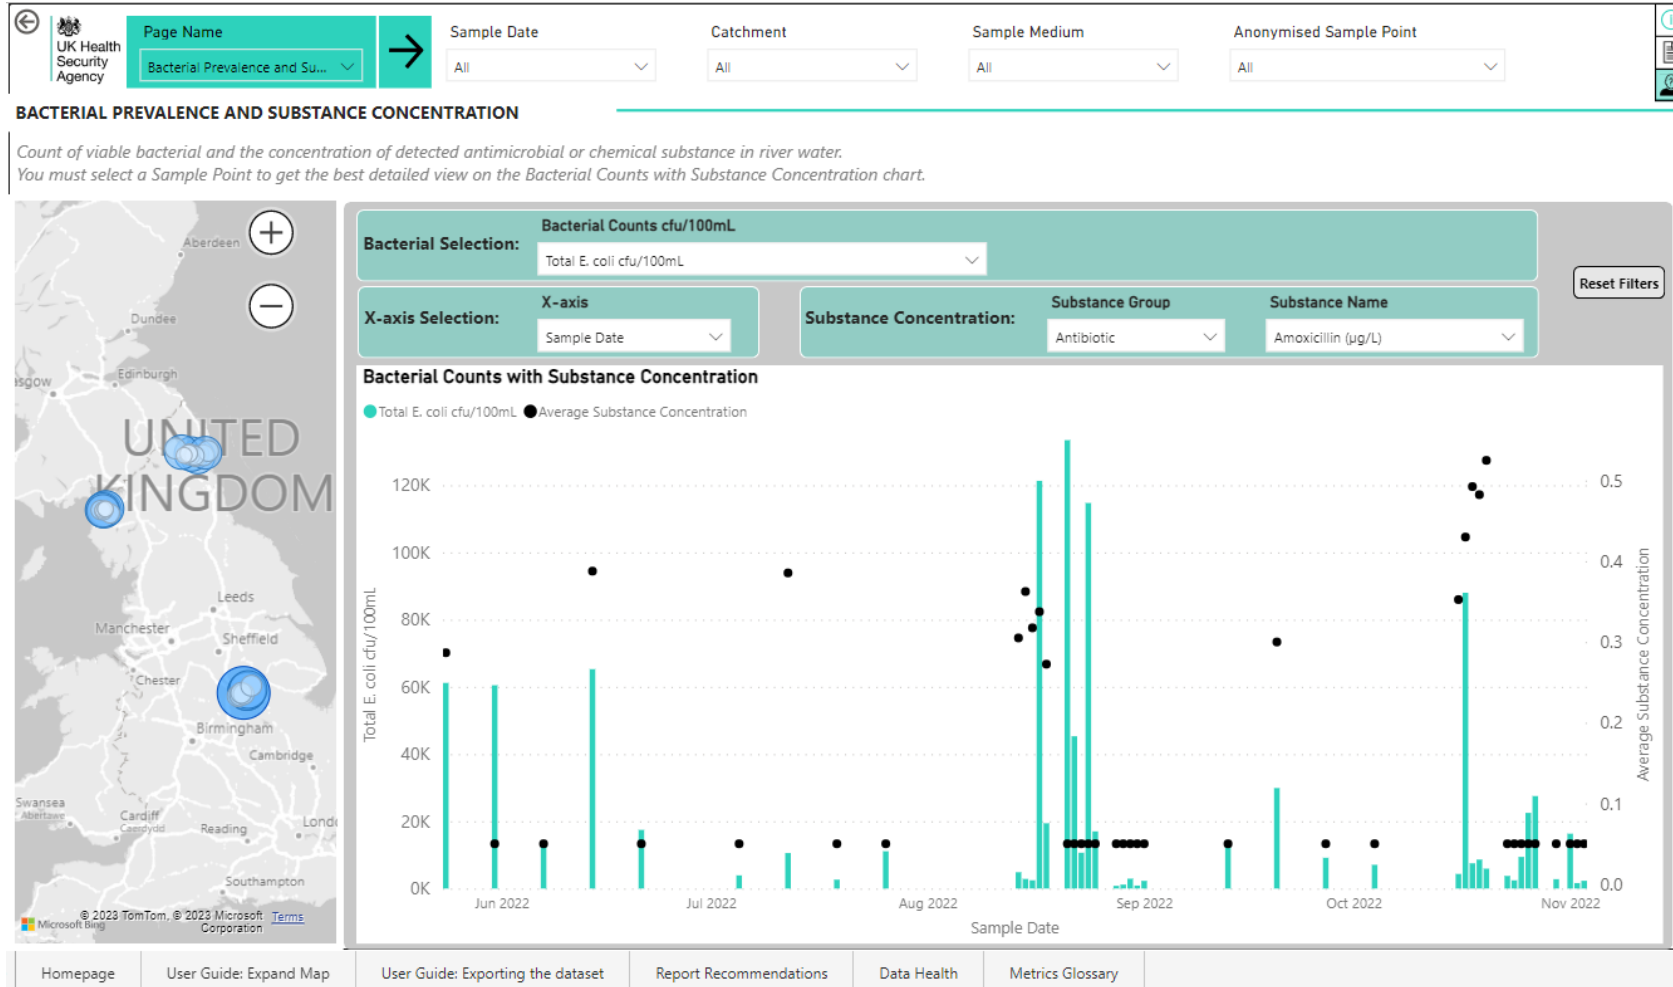 UK Health
Security
Agency
Page Name
Bacterial Prevalence and Su...
Sample Date
All
Catchment
All
Sample Medium
All
Anonymised Sample Point
All
BACTERIAL PREVALENCE AND SUBSTANCE CONCENTRATION
Count of viable bacterial and the concentration of detected antimicrobial or chemical substance in river water.
You must select a Sample Point to get the best detailed view on the Bacterial Counts with Substance Concentration chart.
Aberdeen
Dundee
Edinburgh
asgow
UNITED
KINGDOM
Leeds
Manchester
Sheffield
Chester
Birmingham
Cambridge
Swansea
Abertawe
Cardiff
Caerdydd
Reading
Londo
Southampton
© 2023 TomTom, © 2023 Microsoft Corporation Terms
Microsoft Bing
Bacterial Selection:
Bacterial Counts cfu/100mL
Total E. coli cfu/100mL
X-axis Selection:
X-axis
Sample Date
Substance Concentration:
Substance Group
Antibiotic
Substance Name
Amoxicillin (µg/L)
Reset Filters
Bacterial Counts with Substance Concentration
Total E. coli cfu/100mL
Average Substance Concentration
120K
100K
80K
60K
40K
20K
0K
Total E. coli cfu/100mL
0.5
0.4
0.3
0.2
0.1
0.0
Average Substance Concentration
Jun 2022
Jul 2022
Aug 2022
Sep 2022
Oct 2022
Nov 2022
Sample Date
Homepage
User Guide: Expand Map
User Guide: Exporting the dataset
Report Recommendations
Data Health
Metrics Glossary